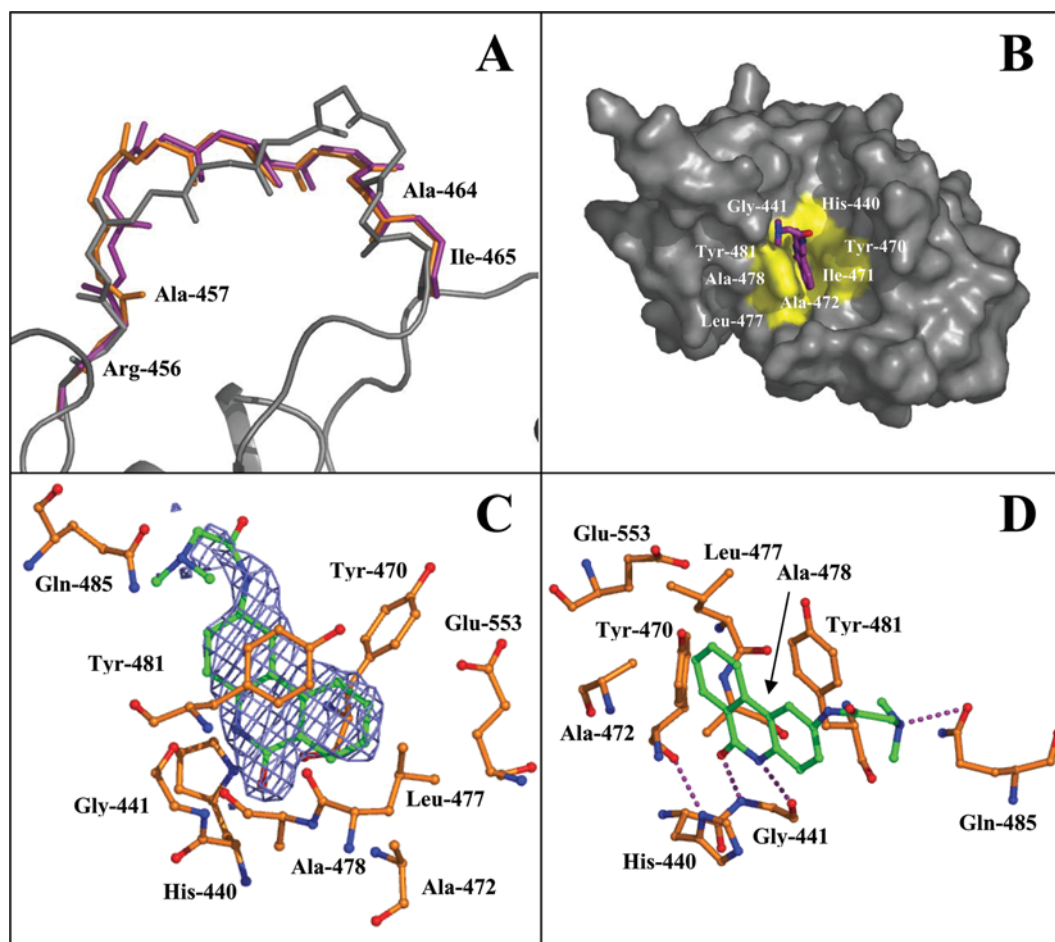 A
Ala-464
Ile-465
Ala-457
Arg-456
B
Gly-441
His-440
Tyr-481
Tyr-470
Ala-478
Ile-471
Ala-472
Leu-477
C
Gln-485
Tyr-470
Glu-553
Tyr-481
Gly-441
Leu-477
Ala-478
His-440
Ala-472
D
Glu-553
Leu-477
Ala-478
Tyr-470
Tyr-481
Ala-472
Gly-441
Gln-485
His-440